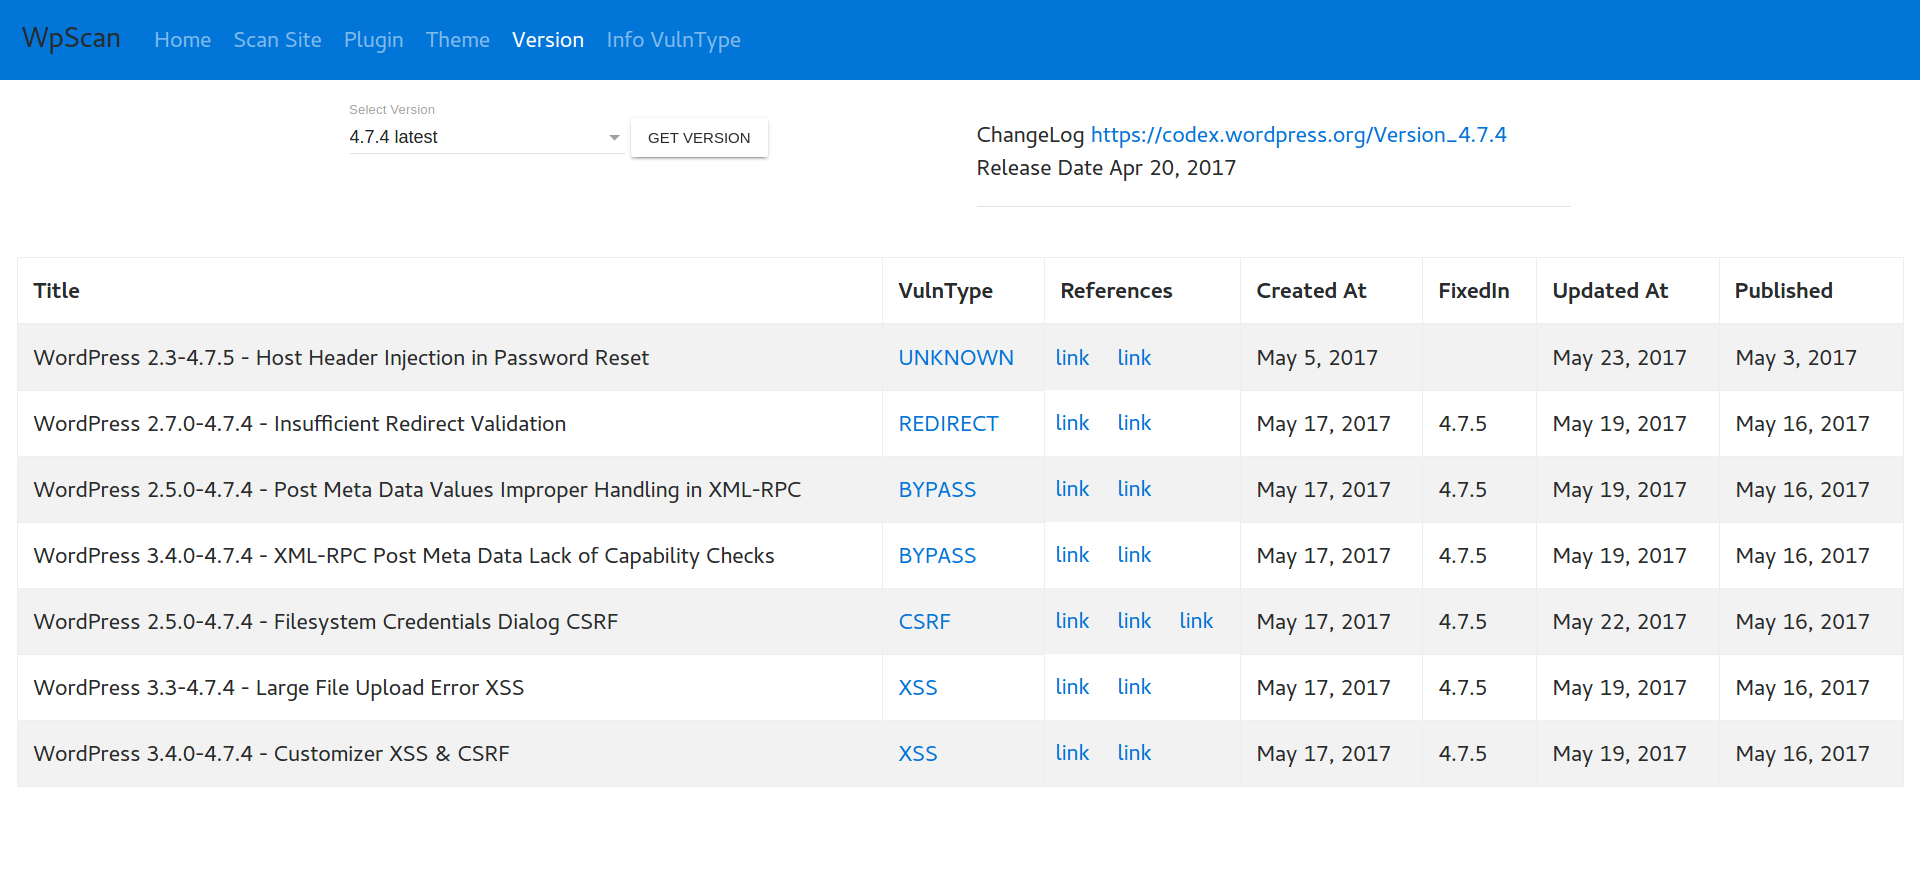 WpScan Home Scan Site Plugin Theme Version Info VulnType
Select Version
4.7.4 latest GET VERSION
ChangeLog https://codex.wordpress.org/Version_4.7.4
Release Date Apr 20, 2017
Title VulnType References Created At FixedIn Updated At Published
WordPress 2.3-4.7.5 - Host Header Injection in Password Reset UNKNOWN link link May 5, 2017 May 23, 2017 May 3, 2017
WordPress 2.7.0-4.7.4 - Insufficient Redirect Validation REDIRECT link link May 17, 2017 4.7.5 May 19, 2017 May 16, 2017
WordPress 2.5.0-4.7.4 - Post Meta Data Values Improper Handling in XML-RPC BYPASS link link May 17, 2017 4.7.5 May 19, 2017 May 16, 2017
WordPress 3.4.0-4.7.4 - XML-RPC Post Meta Data Lack of Capability Checks BYPASS link link May 17, 2017 4.7.5 May 19, 2017 May 16, 2017
WordPress 2.5.0-4.7.4 - Filesystem Credentials Dialog CSRF CSRF link link link May 17, 2017 4.7.5 May 22, 2017 May 16, 2017
WordPress 3.3-4.7.4 - Large File Upload Error XSS XSS link link May 17, 2017 4.7.5 May 19, 2017 May 16, 2017
WordPress 3.4.0-4.7.4 - Customizer XSS & CSRF XSS link link May 17, 2017 4.7.5 May 19, 2017 May 16, 2017